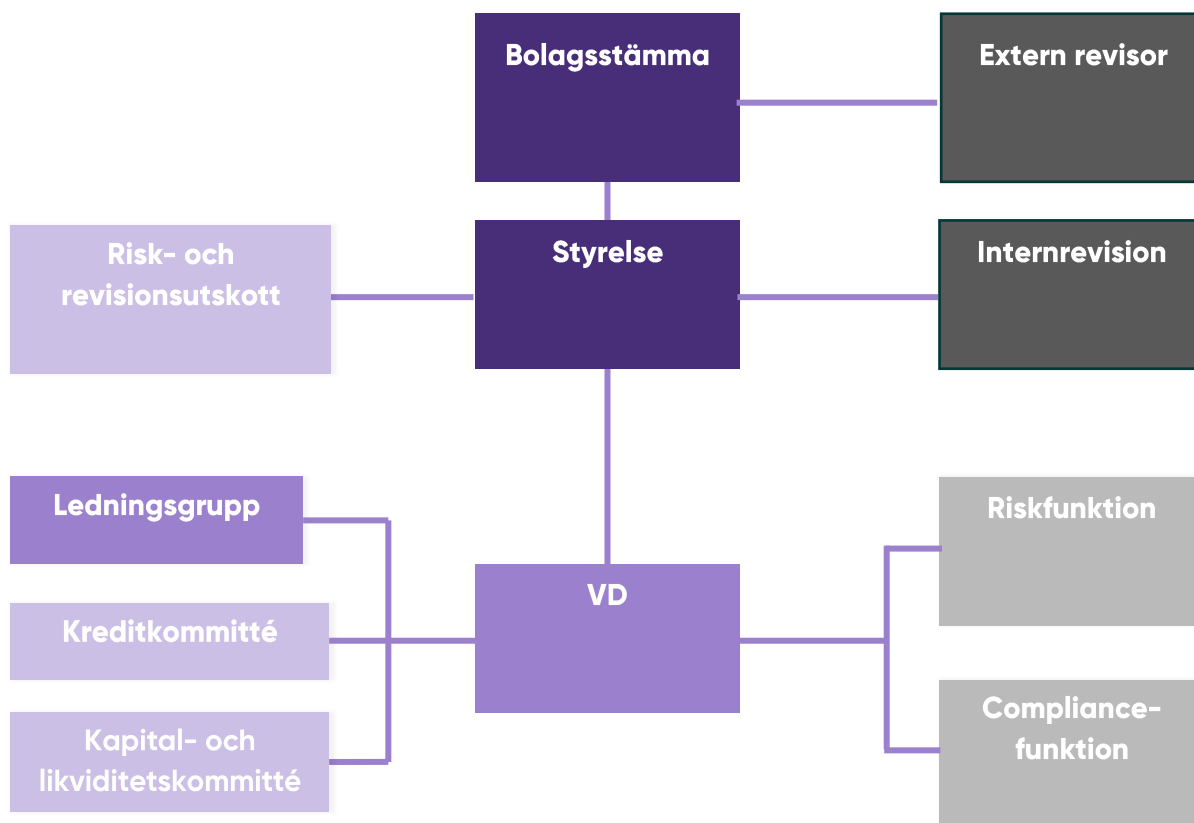 Bolagsstämma
Extern revisor
Risk- och
revisionsutskott
Styrelse
Internrevision
Ledningsgrupp
Riskfunktion
VD
Kreditkommitté
Kapital- och
likviditetskommitté
Compliance-
funktion